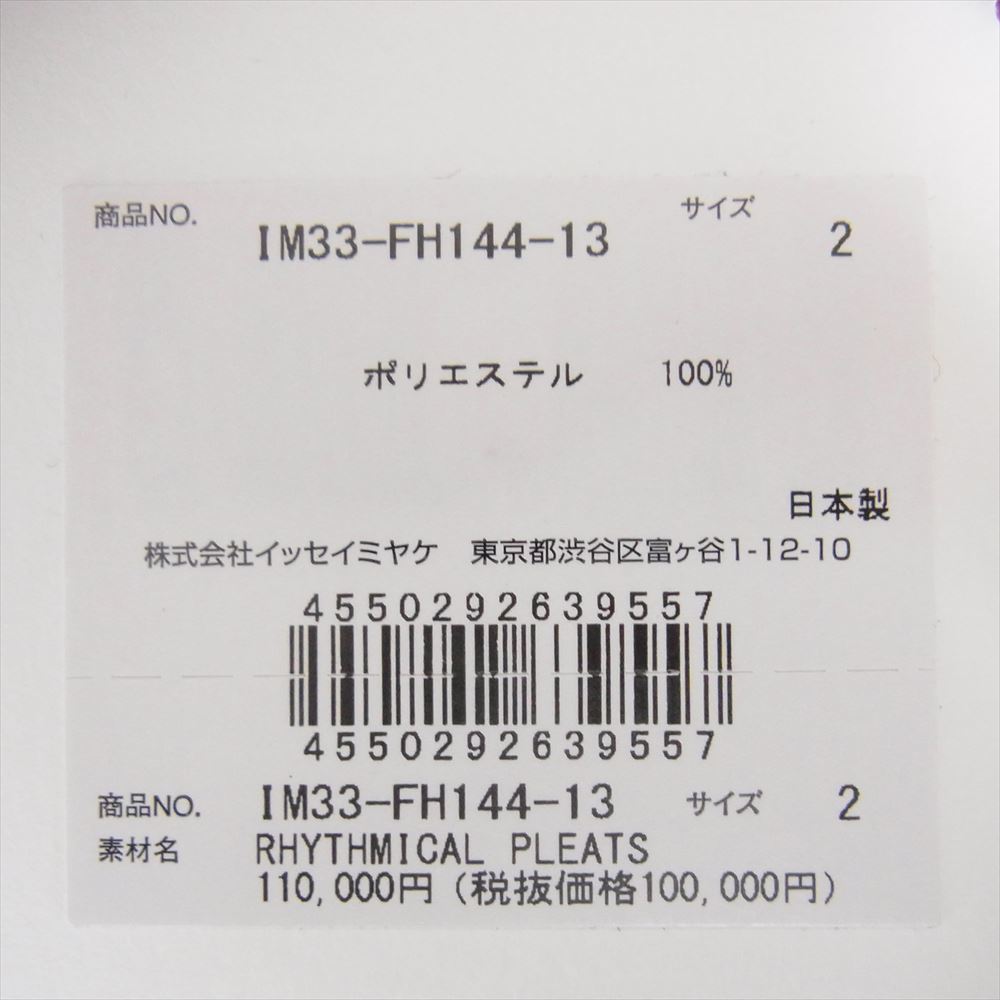 商品NO. IM33-FH144-13 サイズ 2
ポリエステル 100%
日本製
株式会社イッセイミヤケ 東京都渋谷区富ヶ谷1-12-10
4550292639557
4550292639557
商品NO. IM33-FH144-13 サイズ 2
素材名 RHYTHMICAL PLEATS
110,000円（税抜価格100,000円）